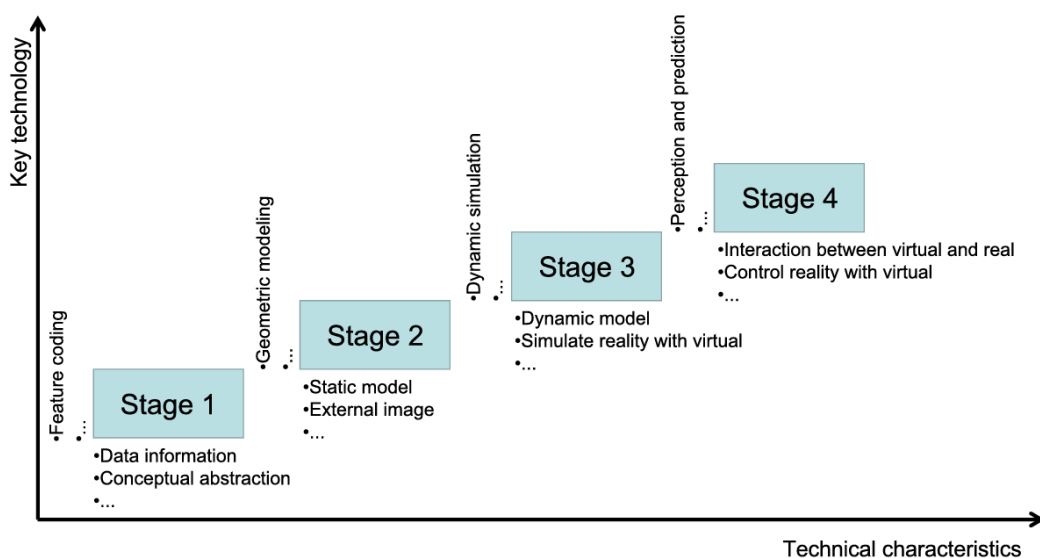 Key technology
Feature coding
...
Stage 1
•Data information
•Conceptual abstraction
•...
Geometric modeling
...
Stage 2
•Static model
•External image
•...
Dynamic simulation
...
Stage 3
•Dynamic model
•Simulate reality with virtual
•...
Perception and prediction
...
Stage 4
•Interaction between virtual and real
•Control reality with virtual
•...
Technical characteristics